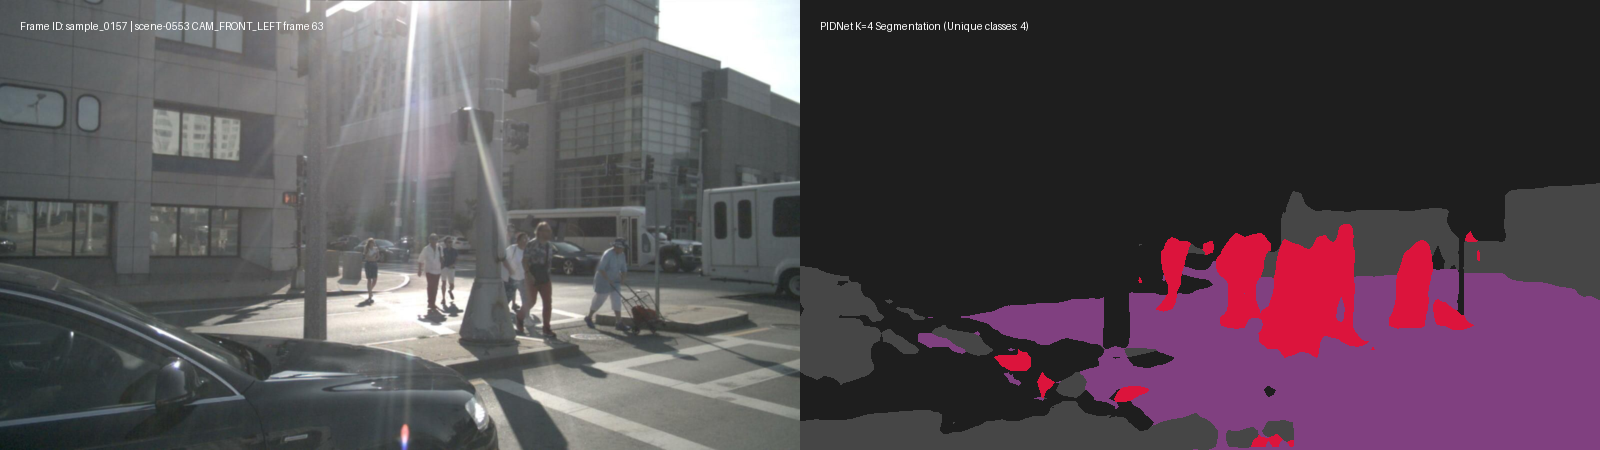 Frame ID: sample_0157 | scene-0553 CAM_FRONT_LEFT frame 63
PIDNet K=4 Segmentation (Unique classes: 4)